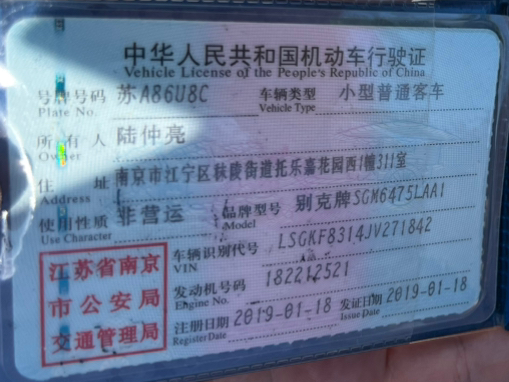 中华人民共和国机动车行驶证
Vehicle License of the People's Republic of China
号牌号码 苏A86U8C 车辆类型 小型普通客车
Plate No. Vehicle Type
所有人 陆仲亮
Owner
住址 南京市江宁区秣陵街道托乐嘉花园西1幢311室
Address
使用性质 非营运 品牌型号 别克牌SGM6475LAA1
Use Character Model
车辆识别代号 LSGKF8314JV271842
VIN
发动机号码 182212521
Engine No.
注册日期 2019-01-18 发证日期 2019-01-18
Register Date Issue Date
江苏省南京
市公安局
交通管理局